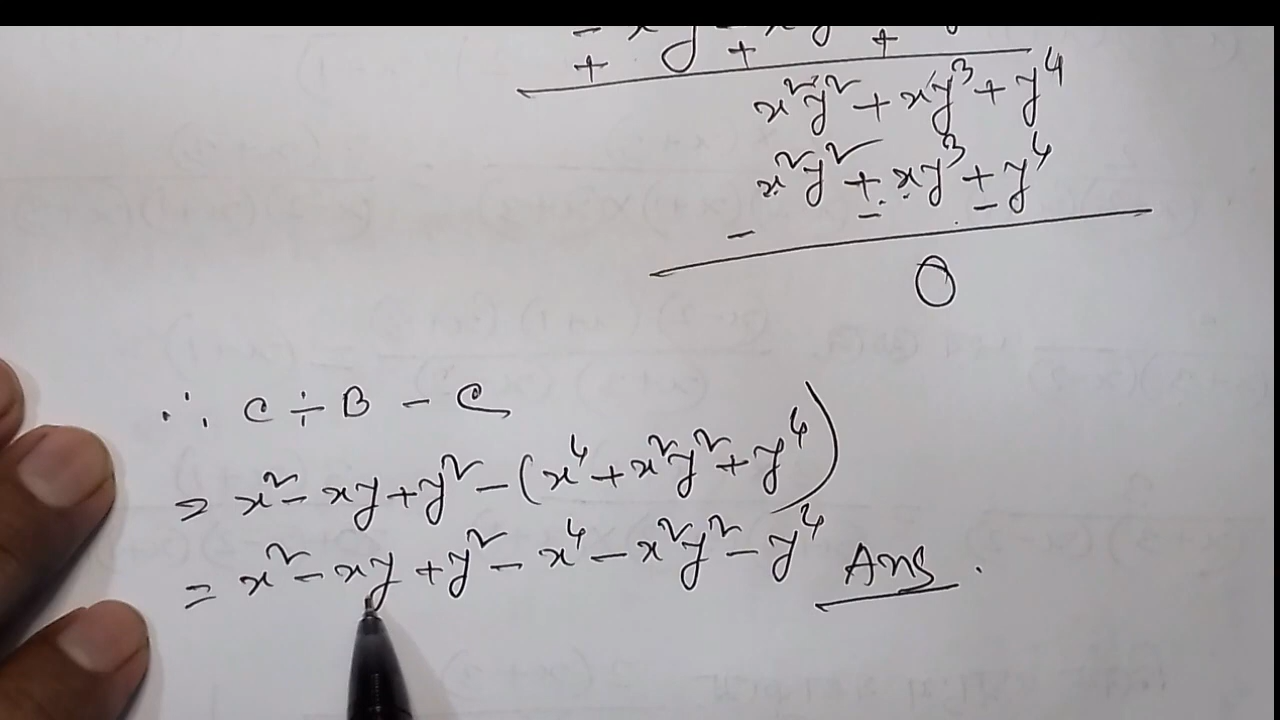 x²y² + xy³ + y⁴
x²y² + xy³ + y⁴
- - -
0
∴ C ÷ B - C
= x² - xy + y² - (x⁴ + x²y² + y⁴)
= x² - xy + y² - x⁴ - x²y² - y⁴ Ans.